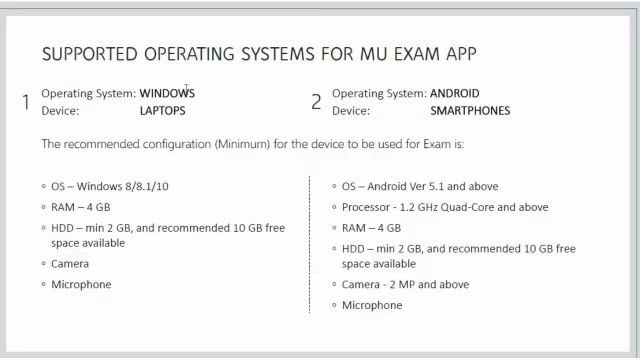 SUPPORTED OPERATING SYSTEMS FOR MU EXAM APP
1
Operating System: WINDOWS
Device: LAPTOPS
2
Operating System: ANDROID
Device: SMARTPHONES
The recommended configuration (Minimum) for the device to be used for Exam is:
OS – Windows 8/8.1/10
RAM – 4 GB
HDD – min 2 GB, and recommended 10 GB free
space available
Camera
Microphone
OS – Android Ver 5.1 and above
Processor - 1.2 GHz Quad-Core and above
RAM – 4 GB
HDD – min 2 GB, and recommended 10 GB free
space available
Camera - 2 MP and above
Microphone